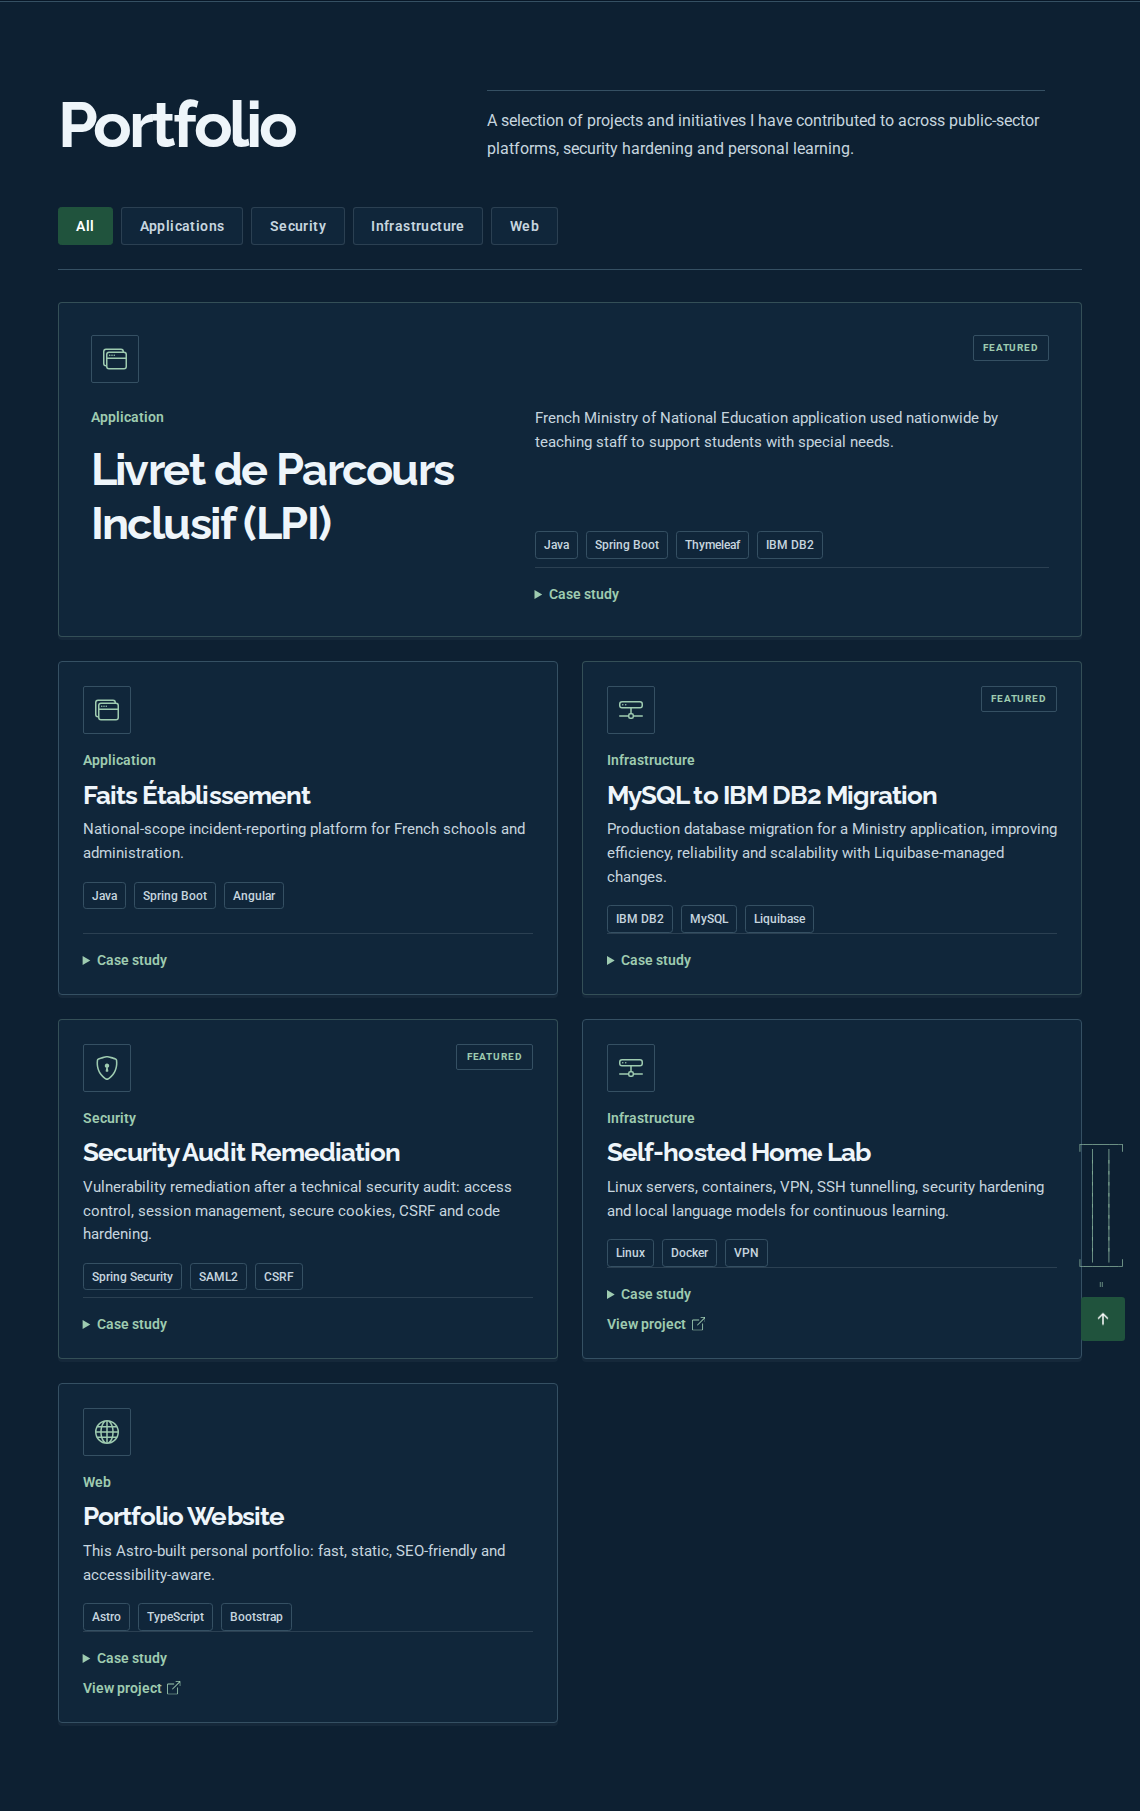 Portfolio
A selection of projects and initiatives I have contributed to across public-sector
platforms, security hardening and personal learning.
All
Applications
Security
Infrastructure
Web
FEATURED
Application
Livret de Parcours
Inclusif (LPI)
French Ministry of National Education application used nationwide by
teaching staff to support students with special needs.
Java
Spring Boot
Thymeleaf
IBM DB2
Case study
Application
Faits Établissement
National-scope incident-reporting platform for French schools and
administration.
Java
Spring Boot
Angular
Case study
FEATURED
Infrastructure
MySQL to IBM DB2 Migration
Production database migration for a Ministry application, improving
efficiency, reliability and scalability with Liquibase-managed
changes.
IBM DB2
MySQL
Liquibase
Case study
FEATURED
Security
Security Audit Remediation
Vulnerability remediation after a technical security audit: access
control, session management, secure cookies, CSRF and code
hardening.
Spring Security
SAML2
CSRF
Case study
Infrastructure
Self-hosted Home Lab
Linux servers, containers, VPN, SSH tunnelling, security hardening
and local language models for continuous learning.
Linux
Docker
VPN
Case study
View project
Web
Portfolio Website
This Astro-built personal portfolio: fast, static, SEO-friendly and
accessibility-aware.
Astro
TypeScript
Bootstrap
Case study
View project